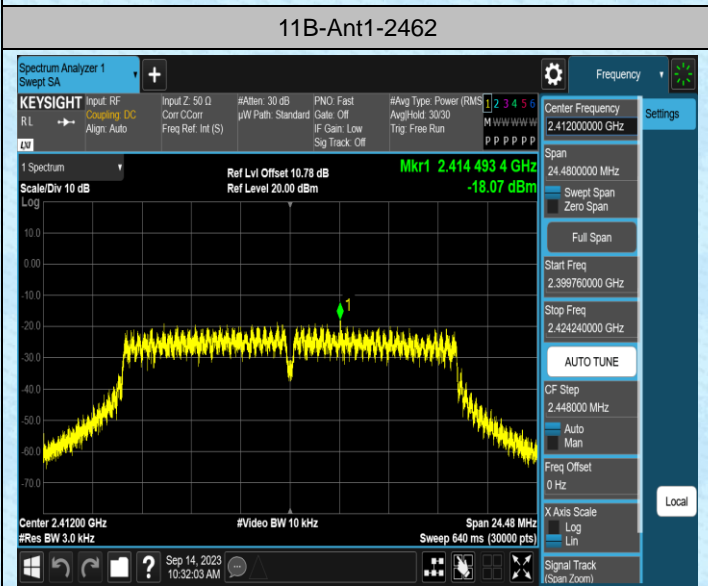 11B-Ant1-2462
Spectrum Analyzer 1
Swept SA
Frequency
KEYSIGHT
RL
LXI
Input: RF
Coupling: DC
Align: Auto
Input Z: 50 Ω
Corr CCorr
Freq Ref: Int (S)
#Atten: 30 dB
µW Path: Standard
PNO: Fast
Gate: Off
IF Gain: Low
Sig Track: Off
#Avg Type: Power (RMS
Avg|Hold: 30/30
Trig: Free Run
1 2 3 4 5 6
M W W W W W
P P P P P P
1 Spectrum
Scale/Div 10 dB
Log
Ref Lvl Offset 10.78 dB
Ref Level 20.00 dBm
Mkr1 2.414 493 4 GHz
-18.07 dBm
10.0
0.00
-10.0
-20.0
-30.0
-40.0
-50.0
-60.0
-70.0
1
Center 2.41200 GHz
#Res BW 3.0 kHz
#Video BW 10 kHz
Span 24.48 MHz
Sweep 640 ms (30000 pts)
Sep 14, 2023
10:32:03 AM
?
Center Frequency
2.412000000 GHz
Span
24.4800000 MHz
Swept Span
Zero Span
Full Span
Start Freq
2.399760000 GHz
Stop Freq
2.424240000 GHz
AUTO TUNE
CF Step
2.448000 MHz
Auto
Man
Freq Offset
0 Hz
X Axis Scale
Log
Lin
Signal Track
(Span Zoom)
Settings
Local